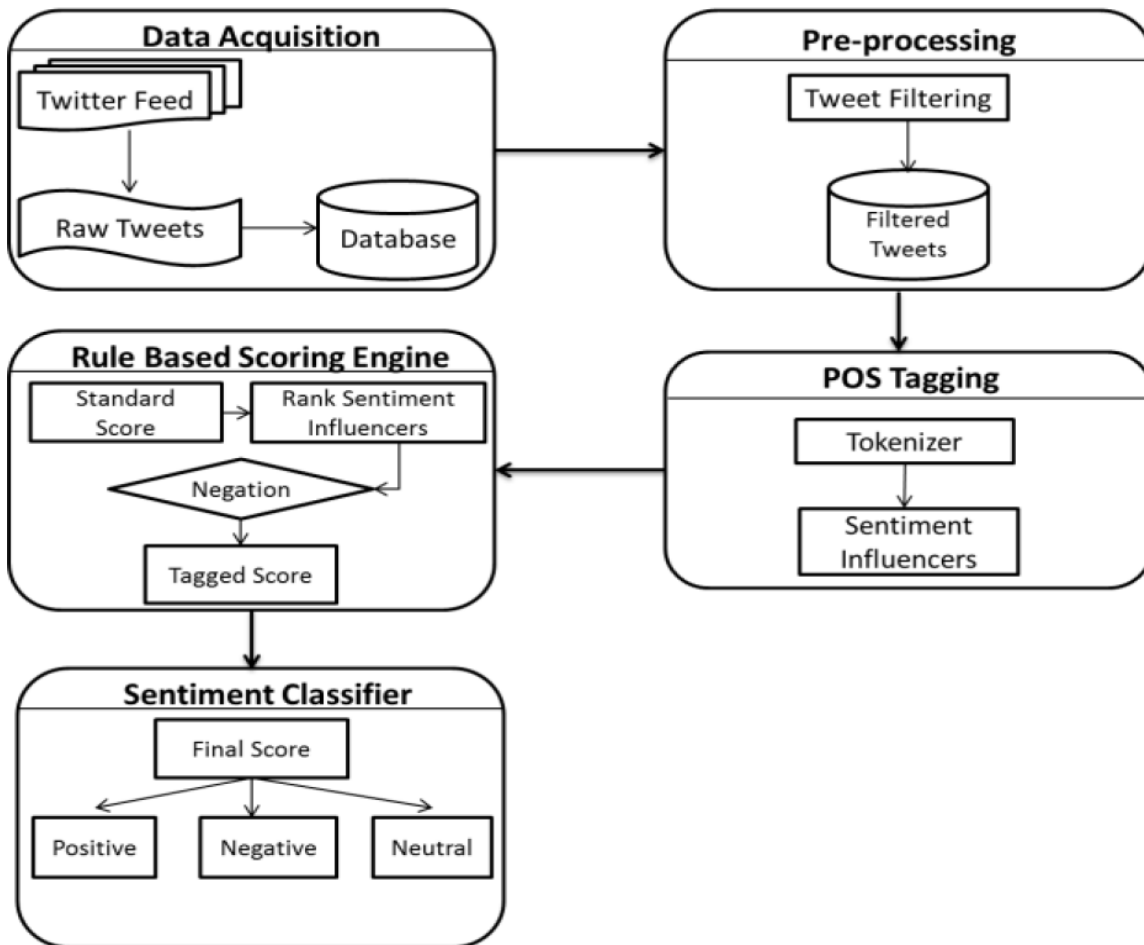 Data Acquisition
Twitter Feed
Raw Tweets
Database
Pre-processing
Tweet Filtering
Filtered
Tweets
POS Tagging
Tokenizer
Sentiment
Influencers
Rule Based Scoring Engine
Standard
Score
Rank Sentiment
Influencers
Negation
Tagged Score
Sentiment Classifier
Final Score
Positive
Negative
Neutral